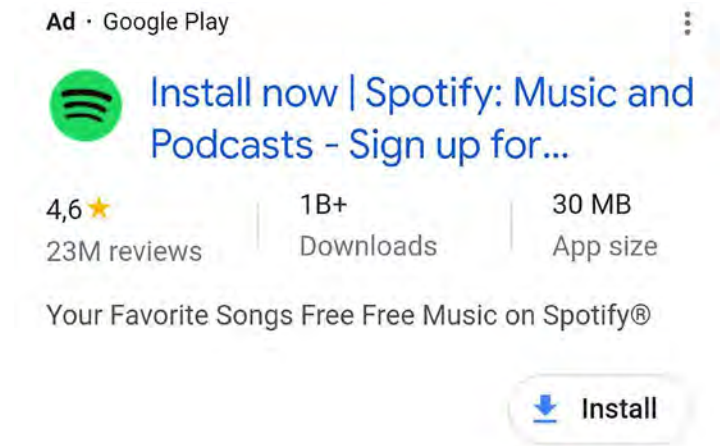 Ad · Google Play
Install now | Spotify: Music and
Podcasts - Sign up for...
4,6★ 1B+ 30 MB
23M reviews Downloads App size
Your Favorite Songs Free Free Music on Spotify®
Install